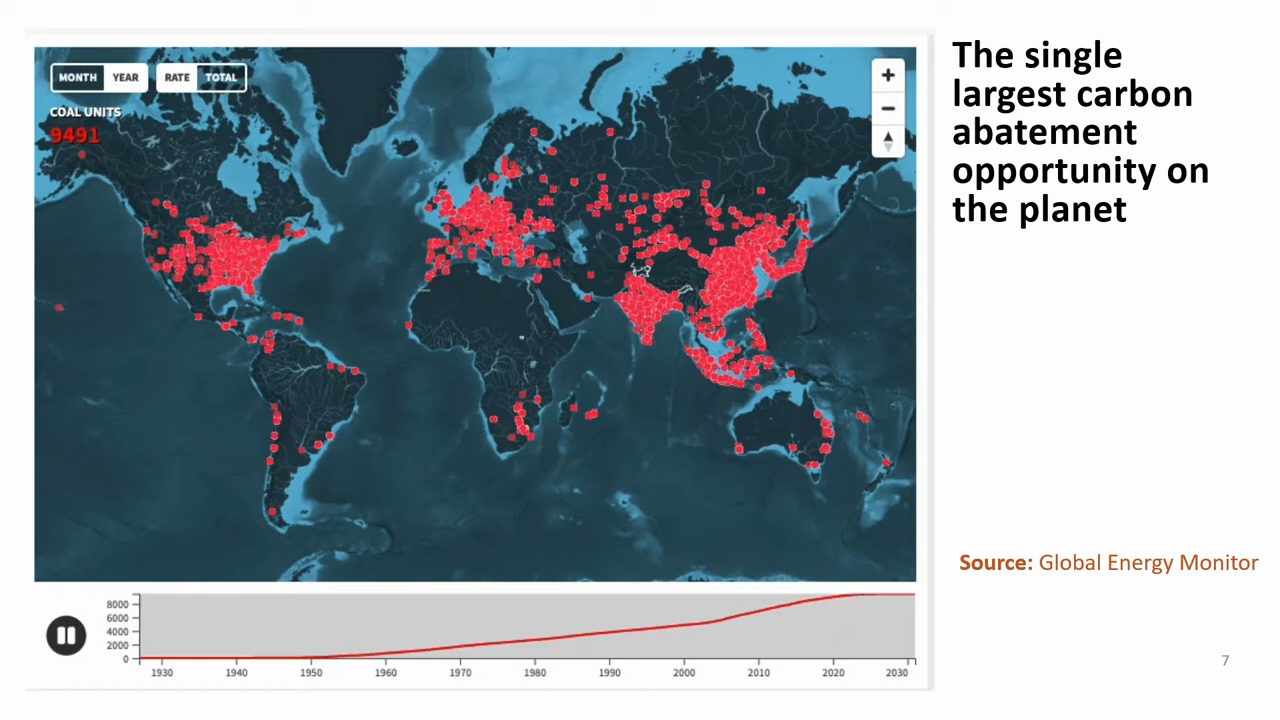 MONTH YEAR RATE TOTAL
COAL UNITS
9491
+
−
The single
largest carbon
abatement
opportunity on
the planet
Source: Global Energy Monitor
8000
6000
4000
2000
0
1930 1940 1950 1960 1970 1980 1990 2000 2010 2020 2030
7